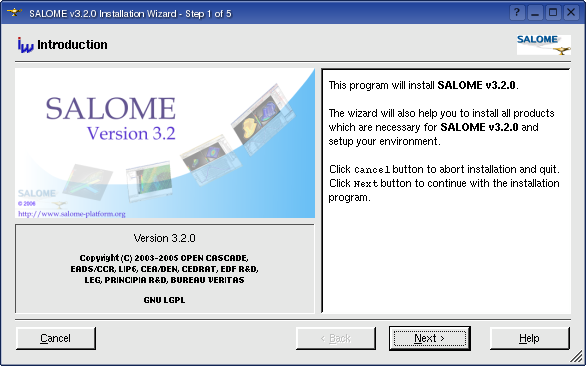 SALOME v3.2.0 Installation Wizard - Step 1 of 5
iw Introduction
SALOME
SALOME
Version 3.2
SALOME
© 2006
http://www.salome-platform.org
This program will install SALOME v3.2.0.
The wizard will also help you to install all products
which are necessary for SALOME v3.2.0 and
setup your environment.
Click Cancel button to abort installation and quit.
Click Next button to continue with the installation
program.
Version 3.2.0
Copyright (C) 2003-2005 OPEN CASCADE,
EADS/CCR, LIP6, CEA/DEN, CEDRAT, EDF R&D,
LEG, PRINCIPIA R&D, BUREAU VERITAS
GNU LGPL
Cancel
< Back
Next >
Help